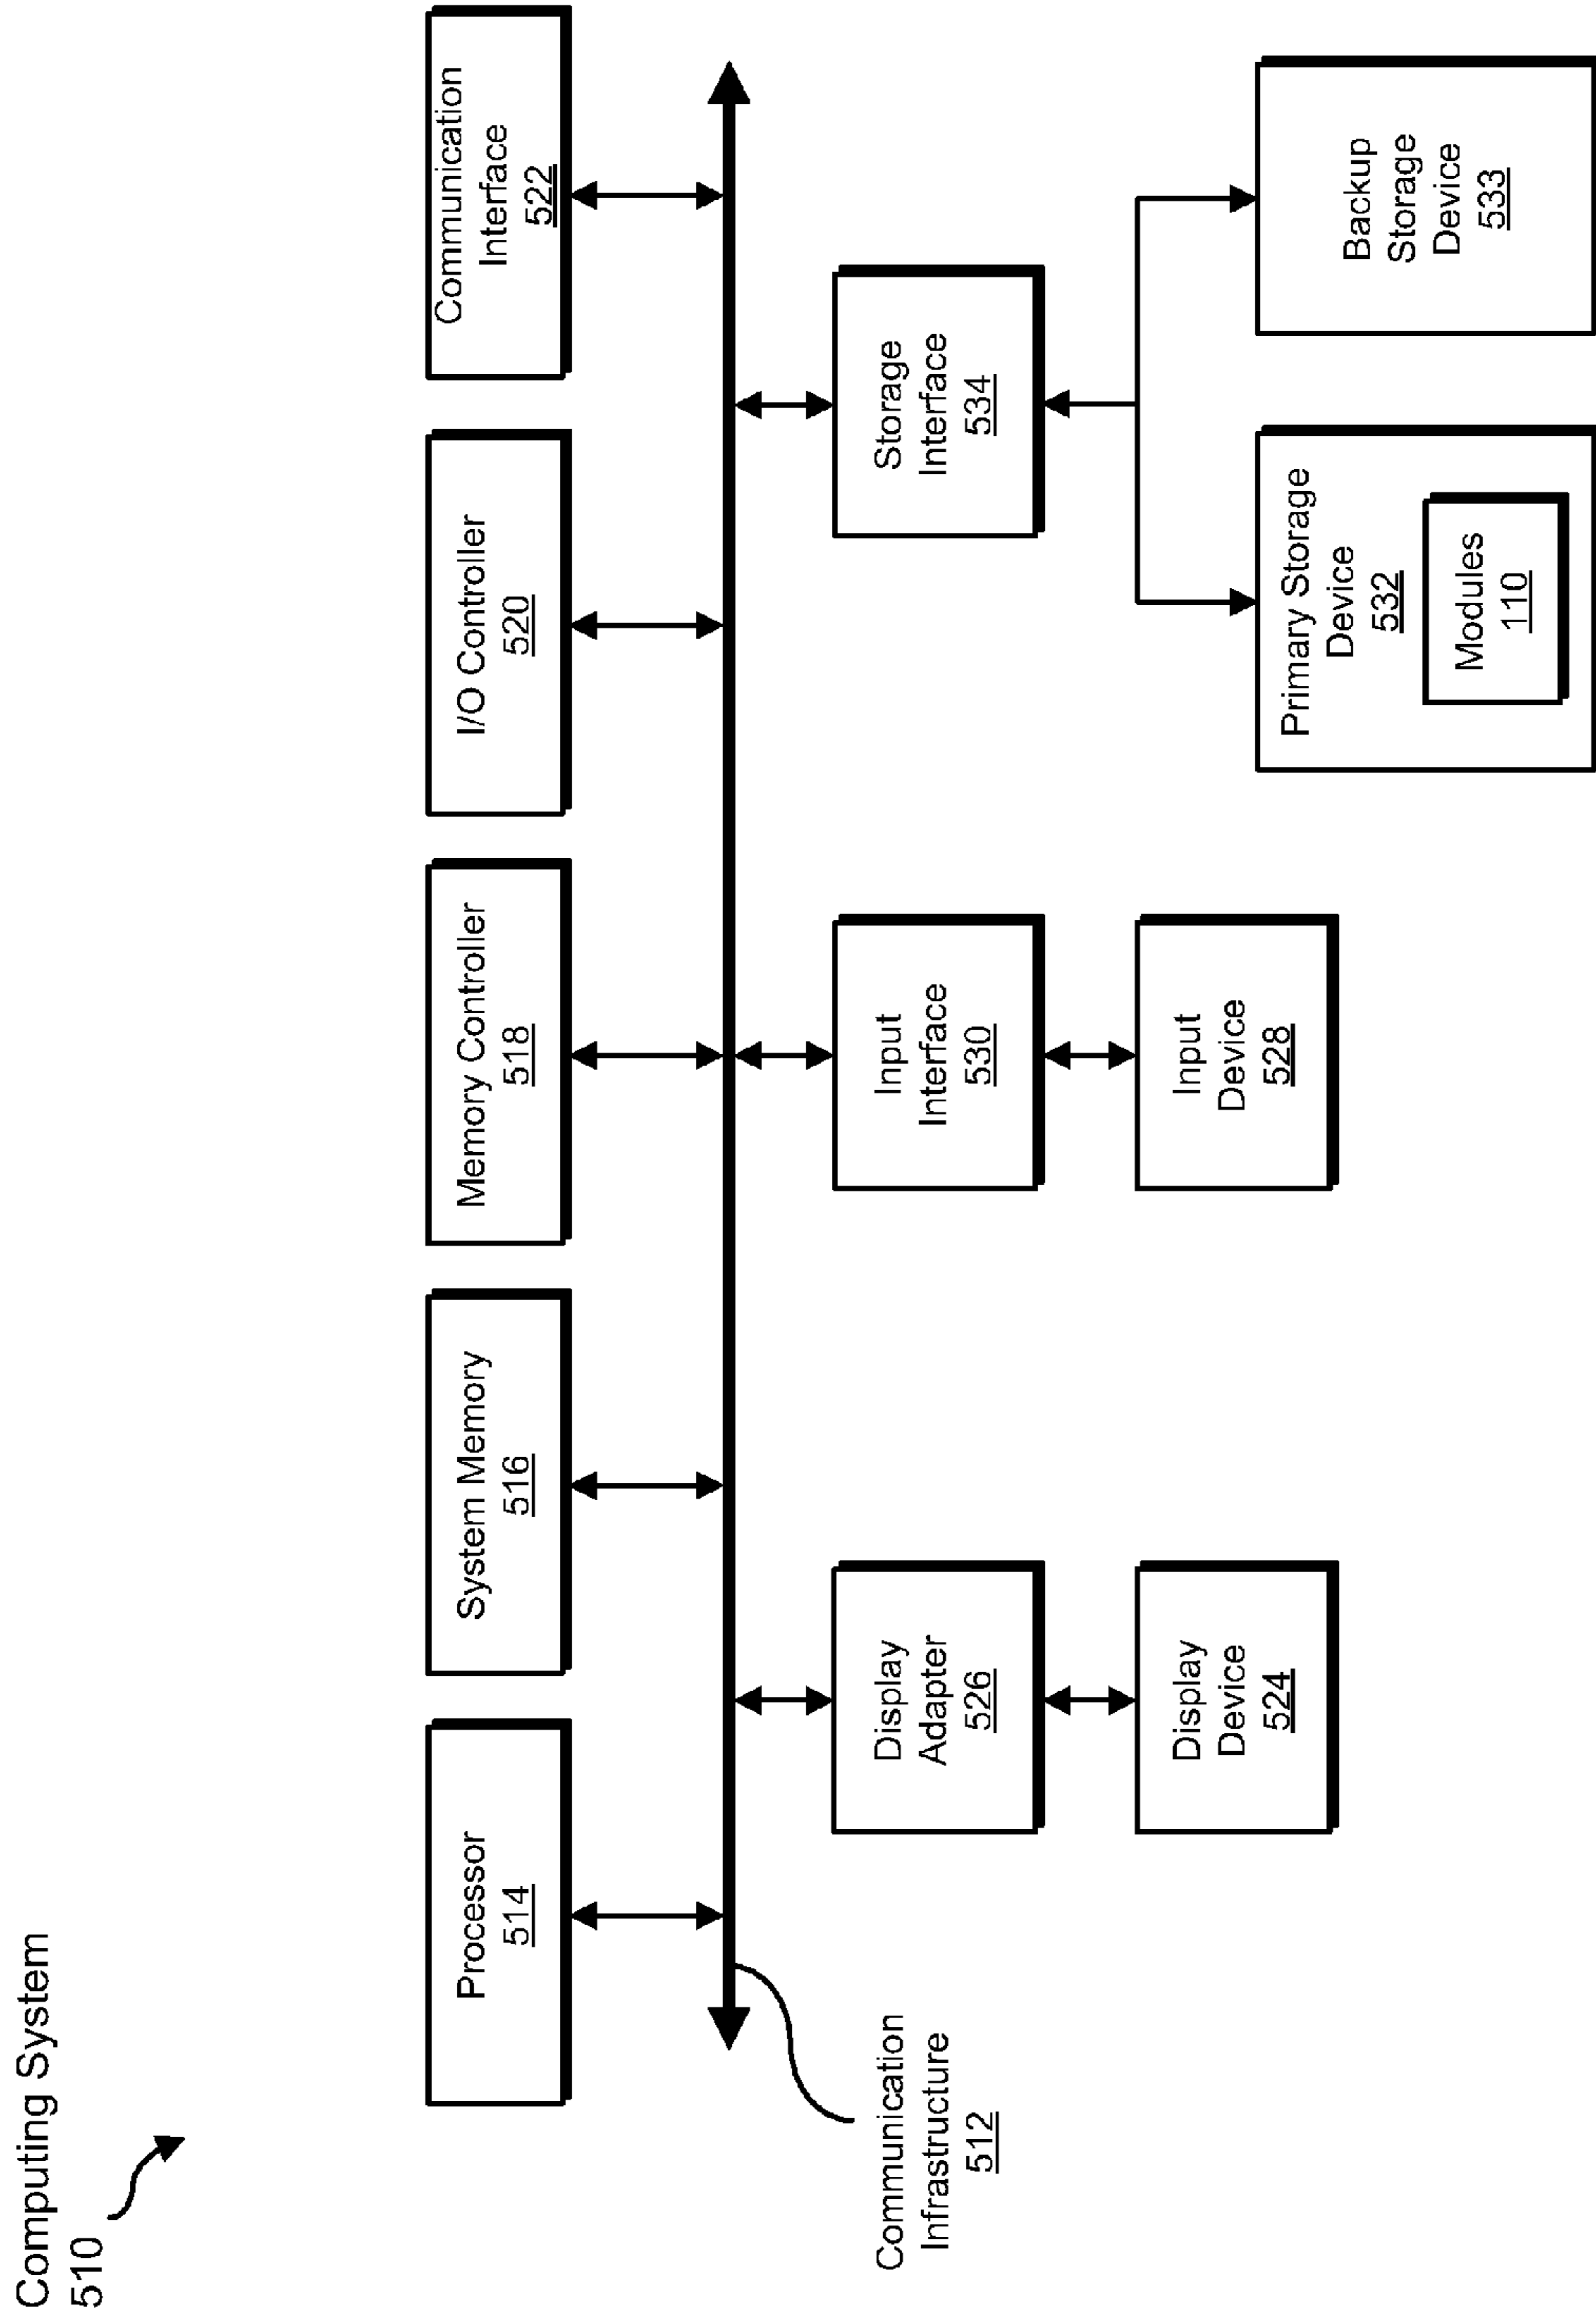 Computing System
510
Processor
514
System Memory
516
Memory Controller
518
I/O Controller
520
Communication
Interface
522
Communication
Infrastructure
512
Display
Adapter
526
Input
Interface
530
Storage
Interface
534
Display
Device
524
Input
Device
528
Primary Storage
Device
532
Modules
110
Backup
Storage
Device
533